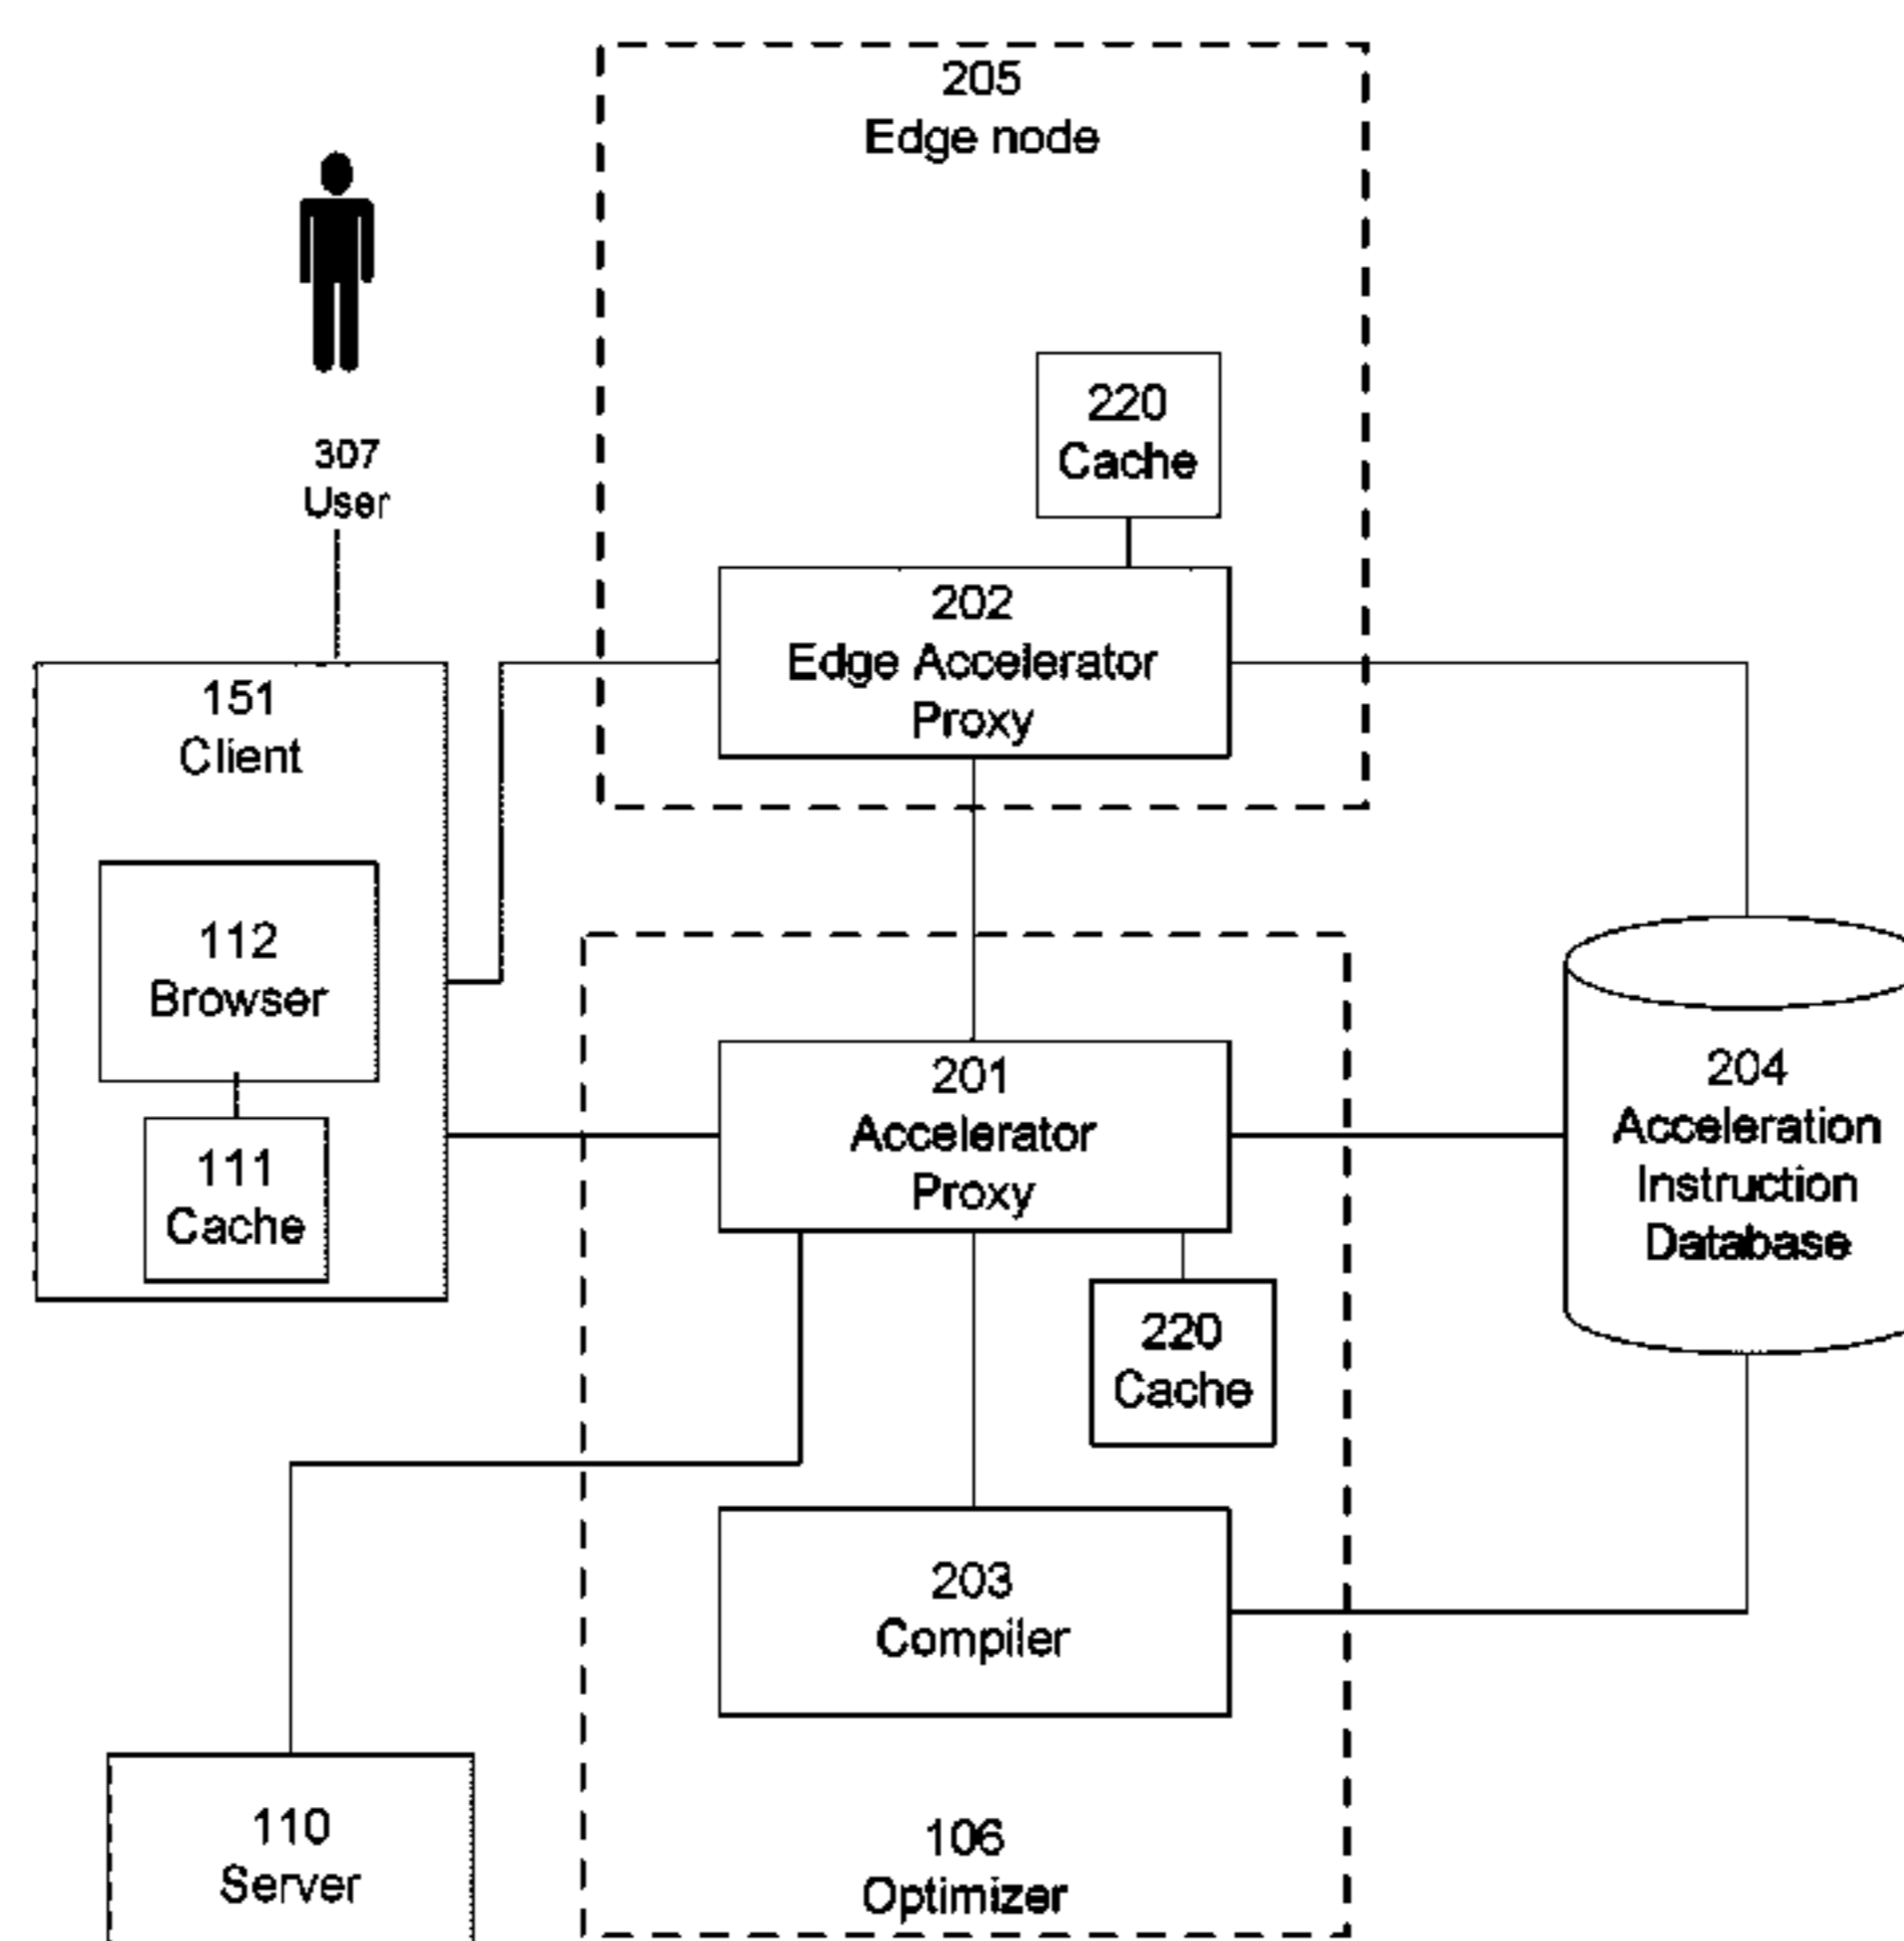 205
Edge node
220
Cache
307
User
202
Edge Accelerator
Proxy
151
Client
112
Browser
111
Cache
201
Accelerator
Proxy
204
Acceleration
Instruction
Database
220
Cache
203
Compiler
110
Server
106
Optimizer